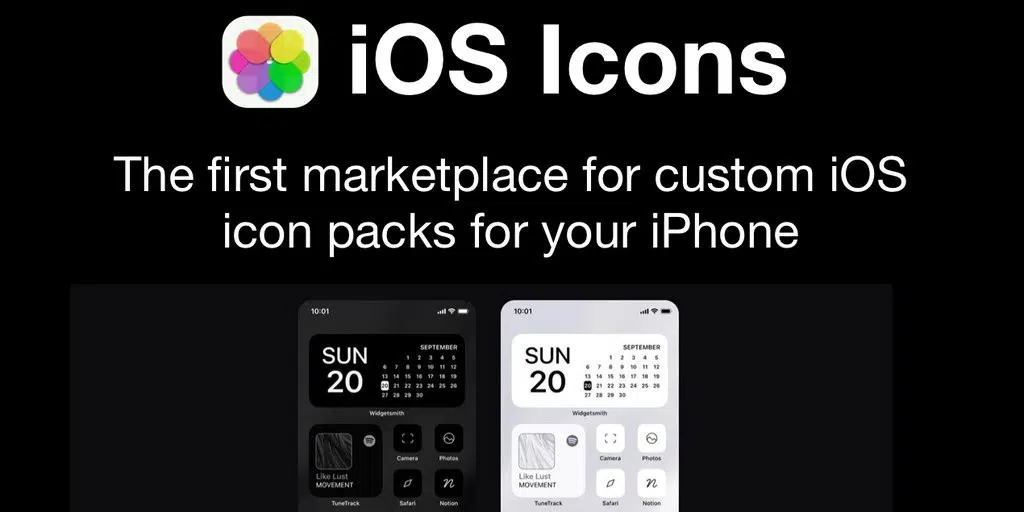 iOS Icons
The first marketplace for custom iOS
icon packs for your iPhone
10:01
SUN
20
SEPTEMBER
1 2 3 4 5
6 7 8 9 10 11 12
13 14 15 16 17 18 19
20 21 22 23 24 25 26
27 28 29 30
Widgetsmith
Like Lust
MOVEMENT
TuneTrack
Camera
Photos
Safari
Notion
10:01
SUN
20
SEPTEMBER
1 2 3 4 5
6 7 8 9 10 11 12
13 14 15 16 17 18 19
20 21 22 23 24 25 26
27 28 29 30
Widgetsmith
Like Lust
MOVEMENT
TuneTrack
Camera
Photos
Safari
Notion